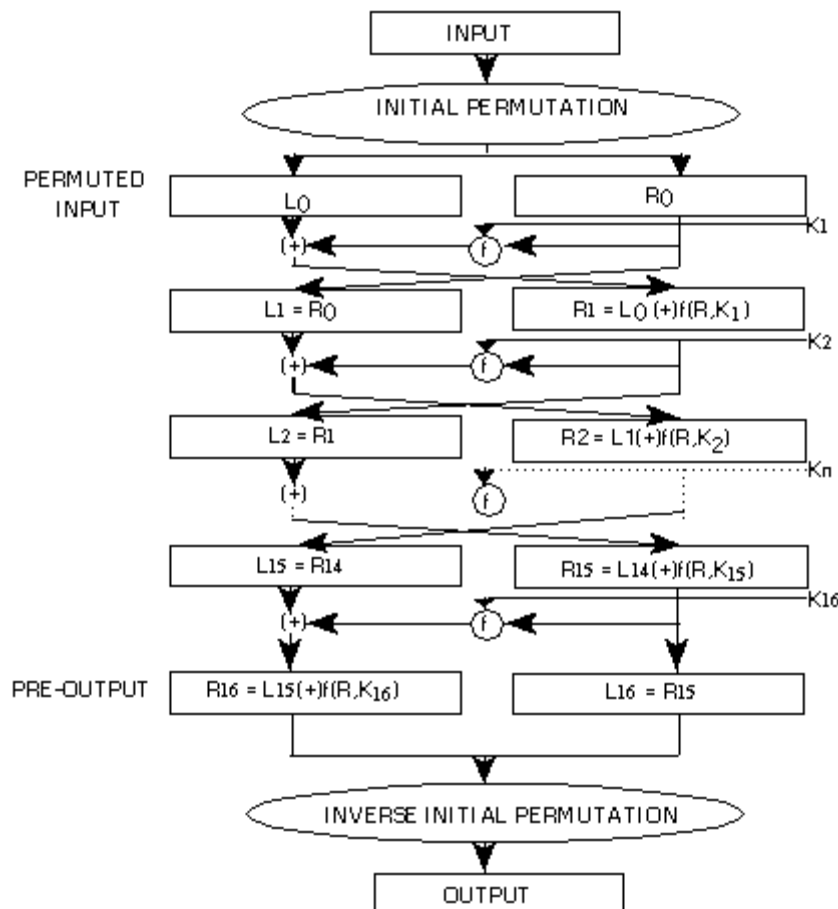 INPUT
INITIAL PERMUTATION
PERMUTED
INPUT
L0
R0
K1
(+)
f
L1 = R0
R1 = L0 (+)f(R,K1)
K2
(+)
f
L2 = R1
R2 = L1(+)f(R,K2)
Kn
(+)
f
L15 = R14
R15 = L14(+)f(R,K15)
K16
(+)
f
PRE-OUTPUT
R16 = L15(+)f(R,K16)
L16 = R15
INVERSE INITIAL PERMUTATION
OUTPUT